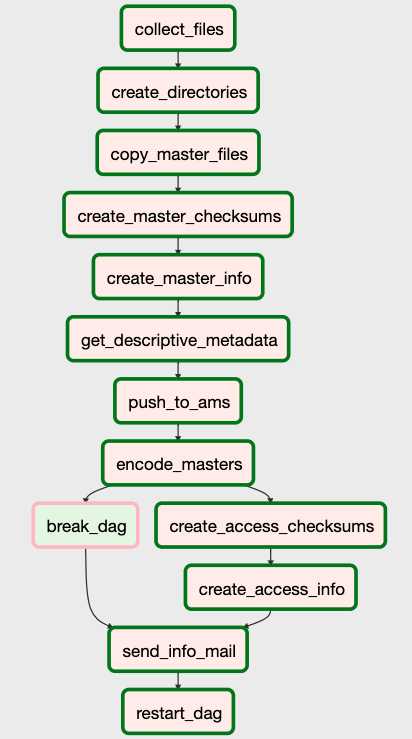 collect_files
create_directories
copy_master_files
create_master_checksums
create_master_info
get_descriptive_metadata
push_to_ams
encode_masters
break_dag
create_access_checksums
create_access_info
send_info_mail
restart_dag